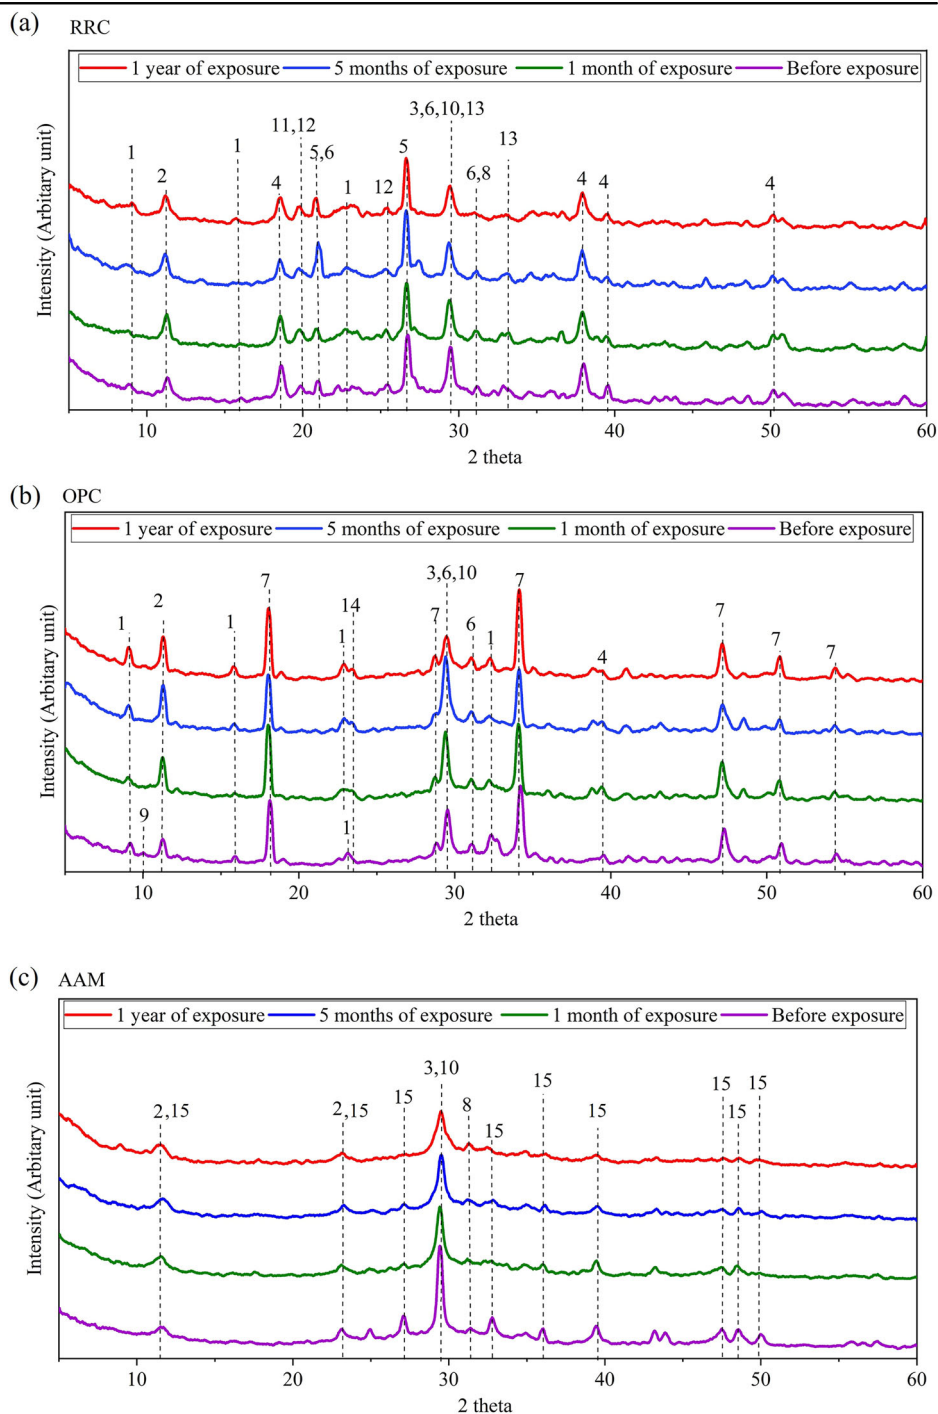 (a) RRC
1 year of exposure 5 months of exposure 1 month of exposure Before exposure
3,6,10,13
11,12
1 2 1 4 5,6 1 12 5 6,8 13 4 4 4
Intensity (Arbitary unit)
10 20 30 40 50 60
2 theta
(b) OPC
1 year of exposure 5 months of exposure 1 month of exposure Before exposure
1 2 1 7 1 14 7 3,6,10 6 1 7 4 7 7 7
9 1
Intensity (Arbitary unit)
10 20 30 40 50 60
2 theta
(c) AAM
1 year of exposure 5 months of exposure 1 month of exposure Before exposure
2,15 2,15 15 3,10 8 15 15 15 15 15 15
Intensity (Arbitary unit)
10 20 30 40 50 60
2 theta